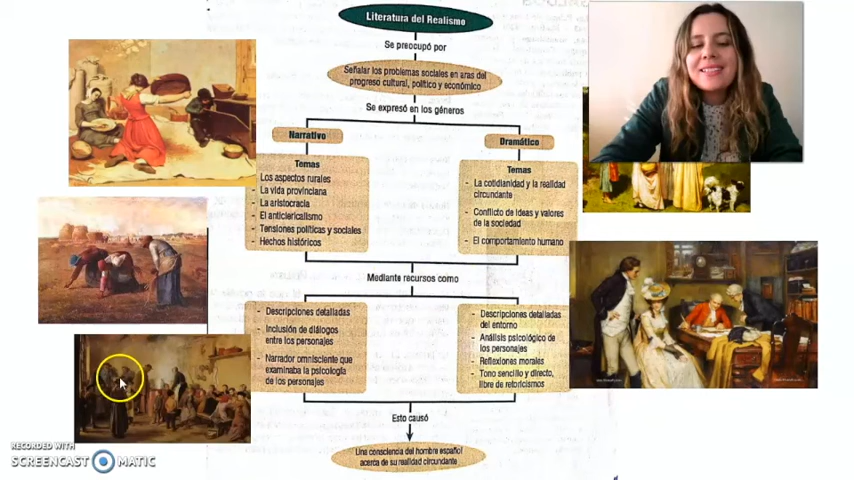 Literatura del Realismo
Se preocupó por
Señalar los problemas sociales en aras del
progreso cultural, político y económico
Se expresó en los géneros
Narrativo
Temas
Los aspectos rurales
- La vida provinciana
- La aristocracia
- El anticlericalismo
- Tensiones políticas y sociales
- Hechos históricos
Dramático
Temas
- La cotidianidad y la realidad
circundante
- Conflicto de ideas y valores
de la sociedad
- El comportamiento humano
Mediante recursos como
- Descripciones detalladas
- Inclusión de diálogos
entre los personajes
- Narrador omnisciente que
examinaba la psicología
de los personajes
- Descripciones detalladas
del entorno
- Análisis psicológico de
los personajes
- Reflexiones morales
- Tono sencillo y directo,
libre de retoricismos
Esto causó
Una consciencia del hombre español
acerca de su realidad circundante
RECORDED WITH
SCREENCAST MATIC